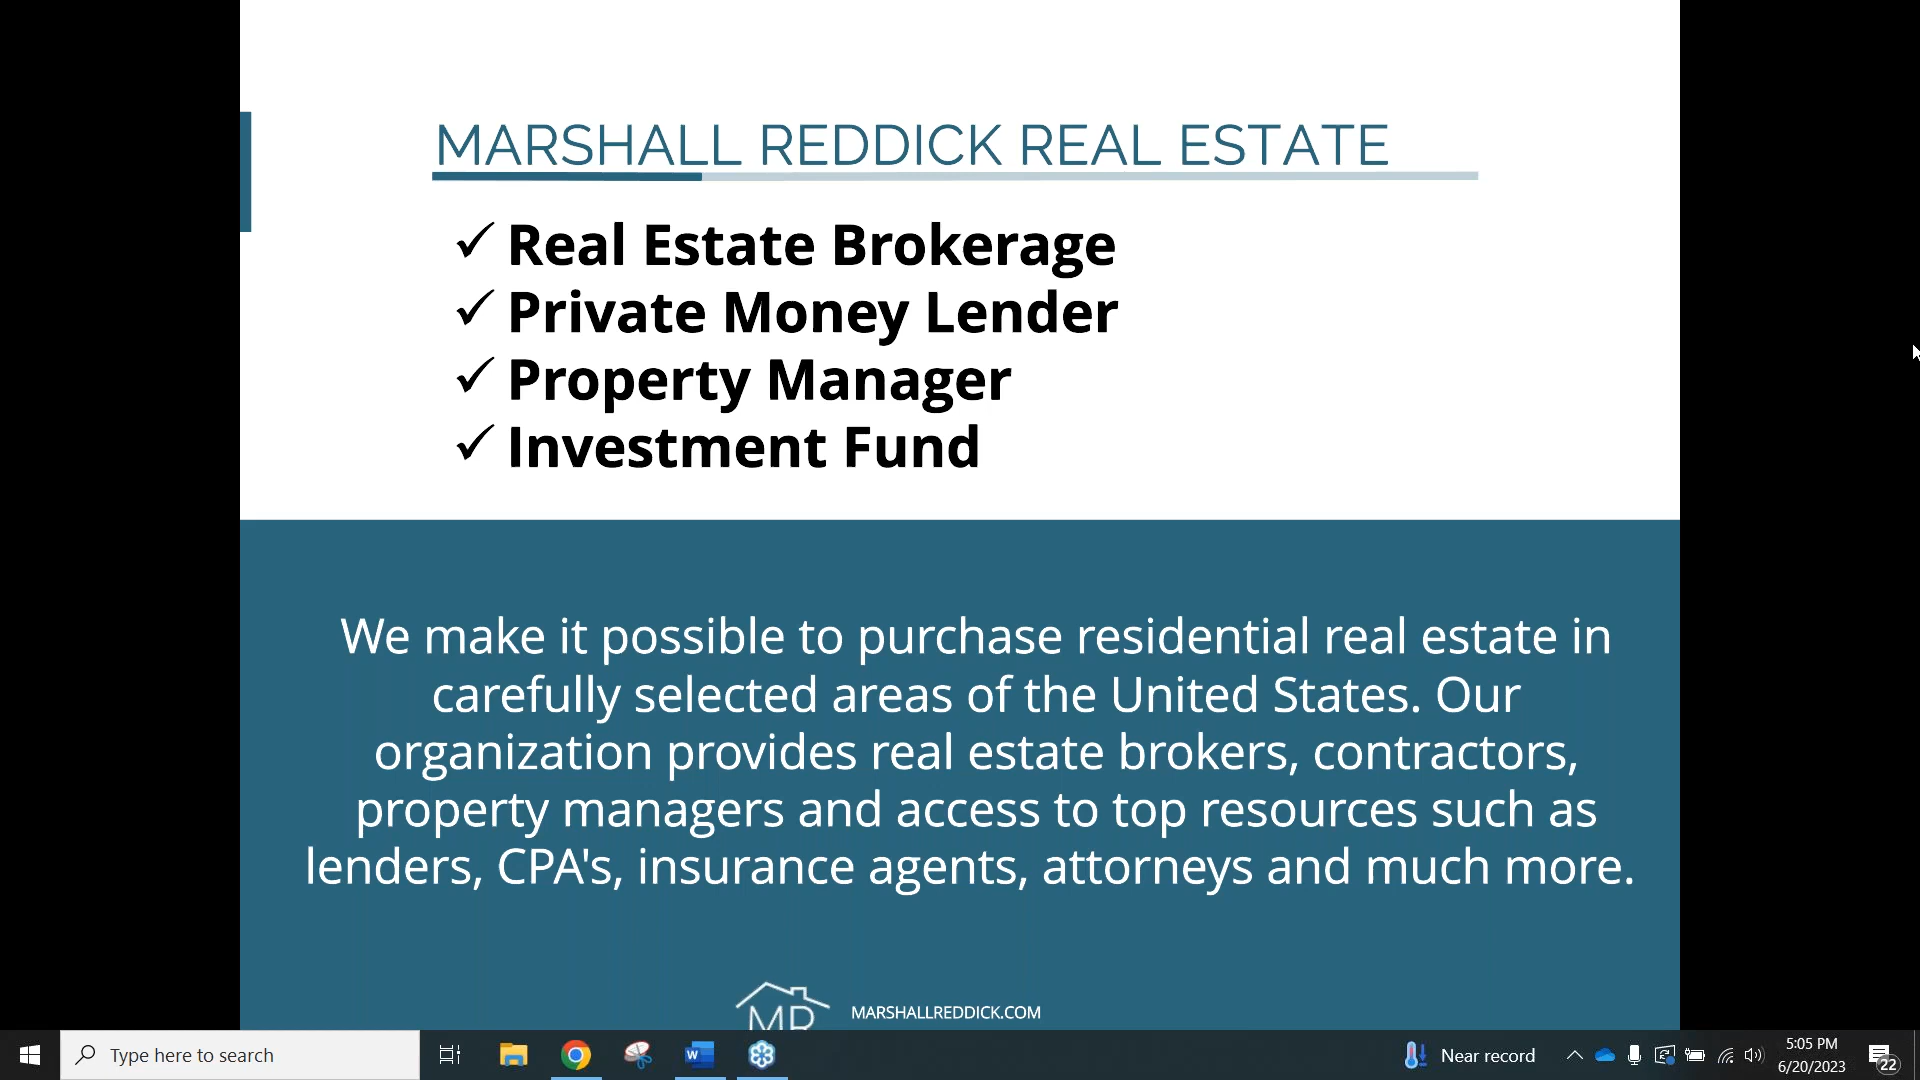 MARSHALL REDDICK REAL ESTATE
✓ Real Estate Brokerage
✓ Private Money Lender
✓ Property Manager
✓ Investment Fund
We make it possible to purchase residential real estate in
carefully selected areas of the United States. Our
organization provides real estate brokers, contractors,
property managers and access to top resources such as
lenders, CPA's, insurance agents, attorneys and much more.
MR
MARSHALLREDDICK.COM
Type here to search
W
Near record
5:05 PM
6/20/2023
22